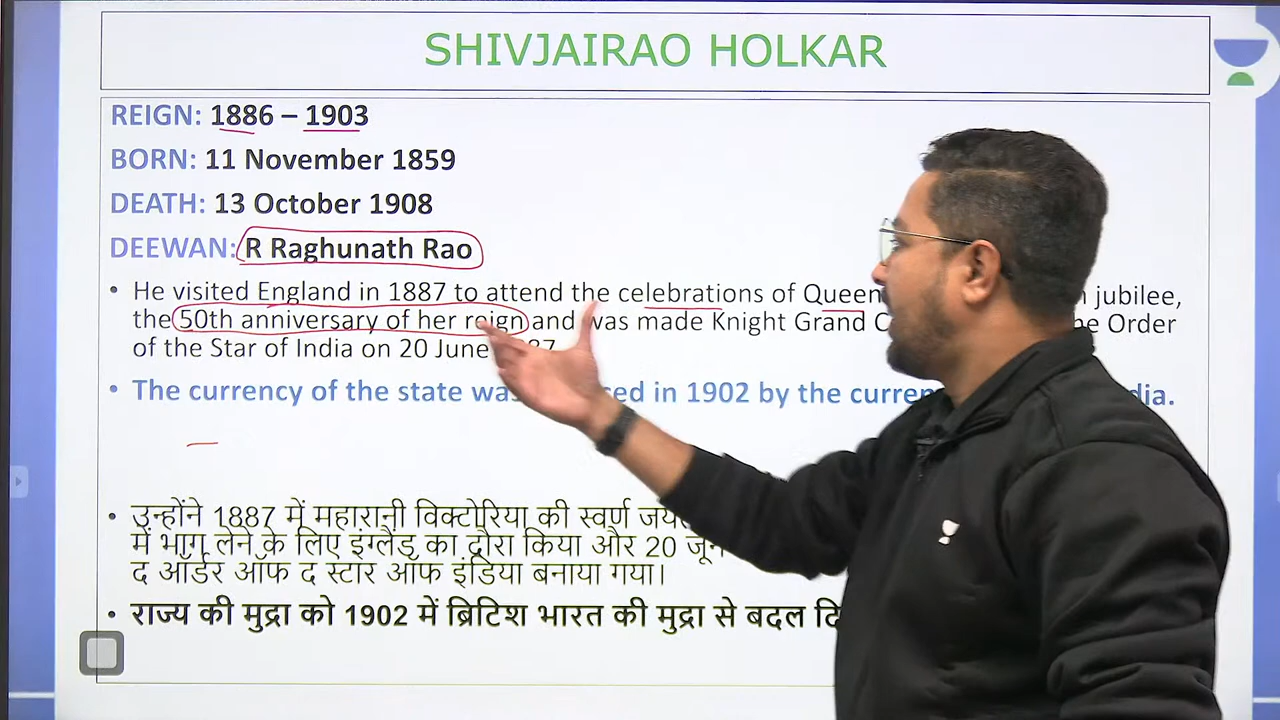 SHIVJAIRAO HOLKAR
REIGN: 1886 – 1903
BORN: 11 November 1859
DEATH: 13 October 1908
DEEWAN: R Raghunath Rao
• He visited England in 1887 to attend the celebrations of Queen jubilee,
the 50th anniversary of her reign and was made Knight Grand Order
of the Star of India on 20 June
• The currency of the state in 1902 by the
• उन्होंने 1887 में महारानी विक्टोरिया की स्वर्ण
में भाग लेने के लिए इंग्लैंड का दौरा किया और 20 जून
द ऑर्डर ऑफ द स्टार ऑफ इंडिया बनाया गया।
• राज्य की मुद्रा को 1902 में ब्रिटिश भारत की मुद्रा से बदल